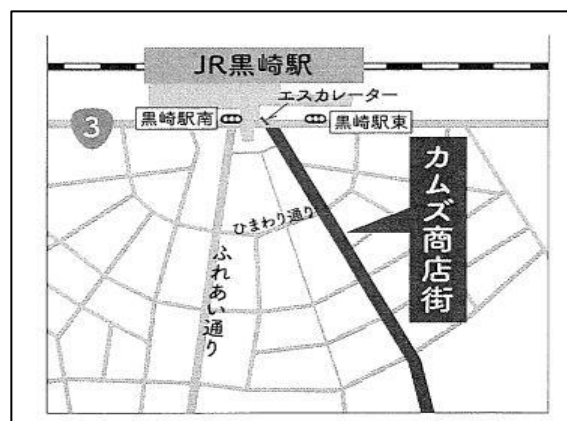 JR黒崎駅
エスカレーター
3
黒崎駅南
黒崎駅東
カムズ商店街
ひまわり通り
ふれあい通り